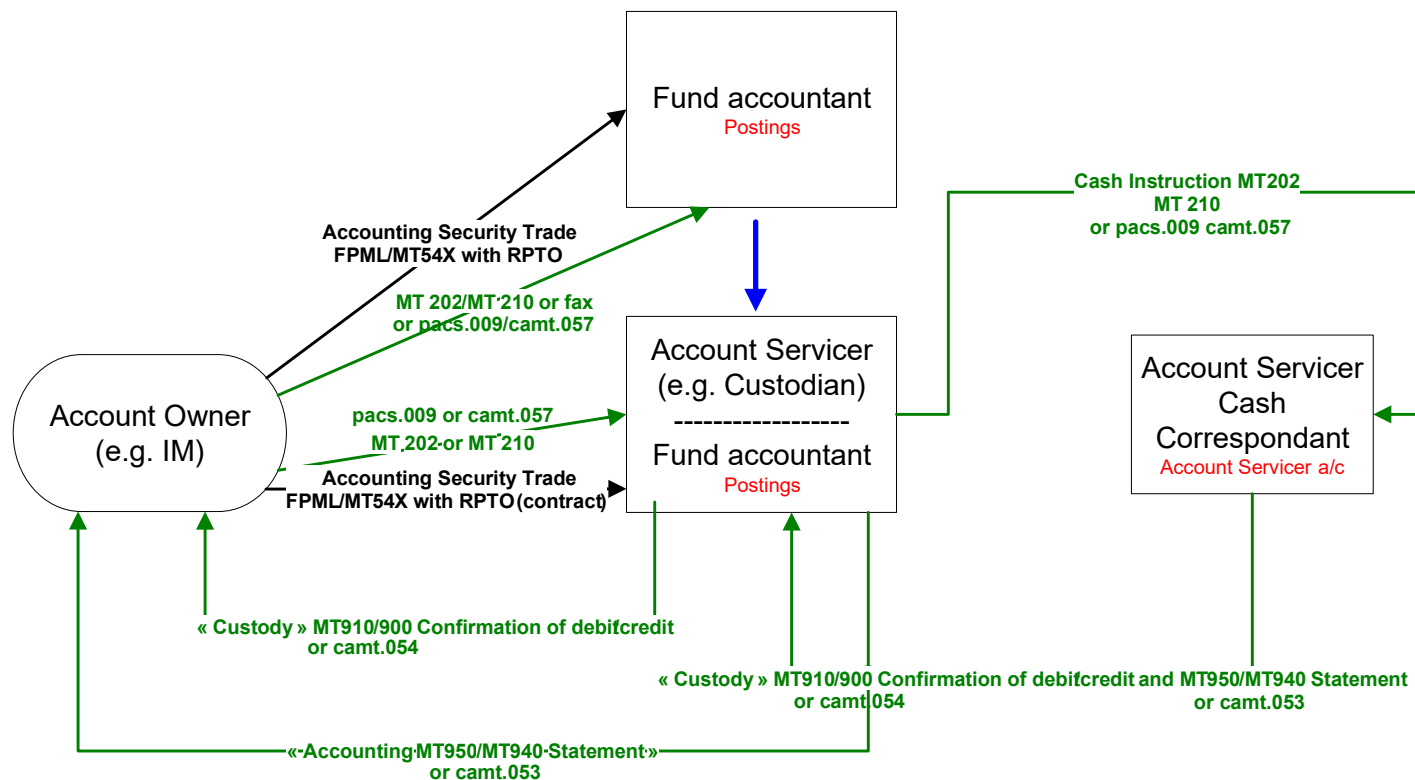 Fund accountant
Postings
Cash Instruction MT202
MT 210
or pacs.009 camt.057
Accounting Security Trade
FPML/MT54X with RPTO
MT 202/MT 210 or fax
or pacs.009/camt.057
Account Servicer
(e.g. Custodian)
------------------
Fund accountant
Postings
Account Servicer
Cash
Correspondant
Account Servicer a/c
Account Owner
(e.g. IM)
pacs.009 or camt.057
MT 202 or MT 210
Accounting Security Trade
FPML/MT54X with RPTO (contract)
« Custody » MT910/900 Confirmation of debit/credit
or camt.054
« Custody » MT910/900 Confirmation of debit/credit and MT950/MT940 Statement
or camt.054
or camt.053
« Accounting MT950/MT940 Statement »
or camt.053